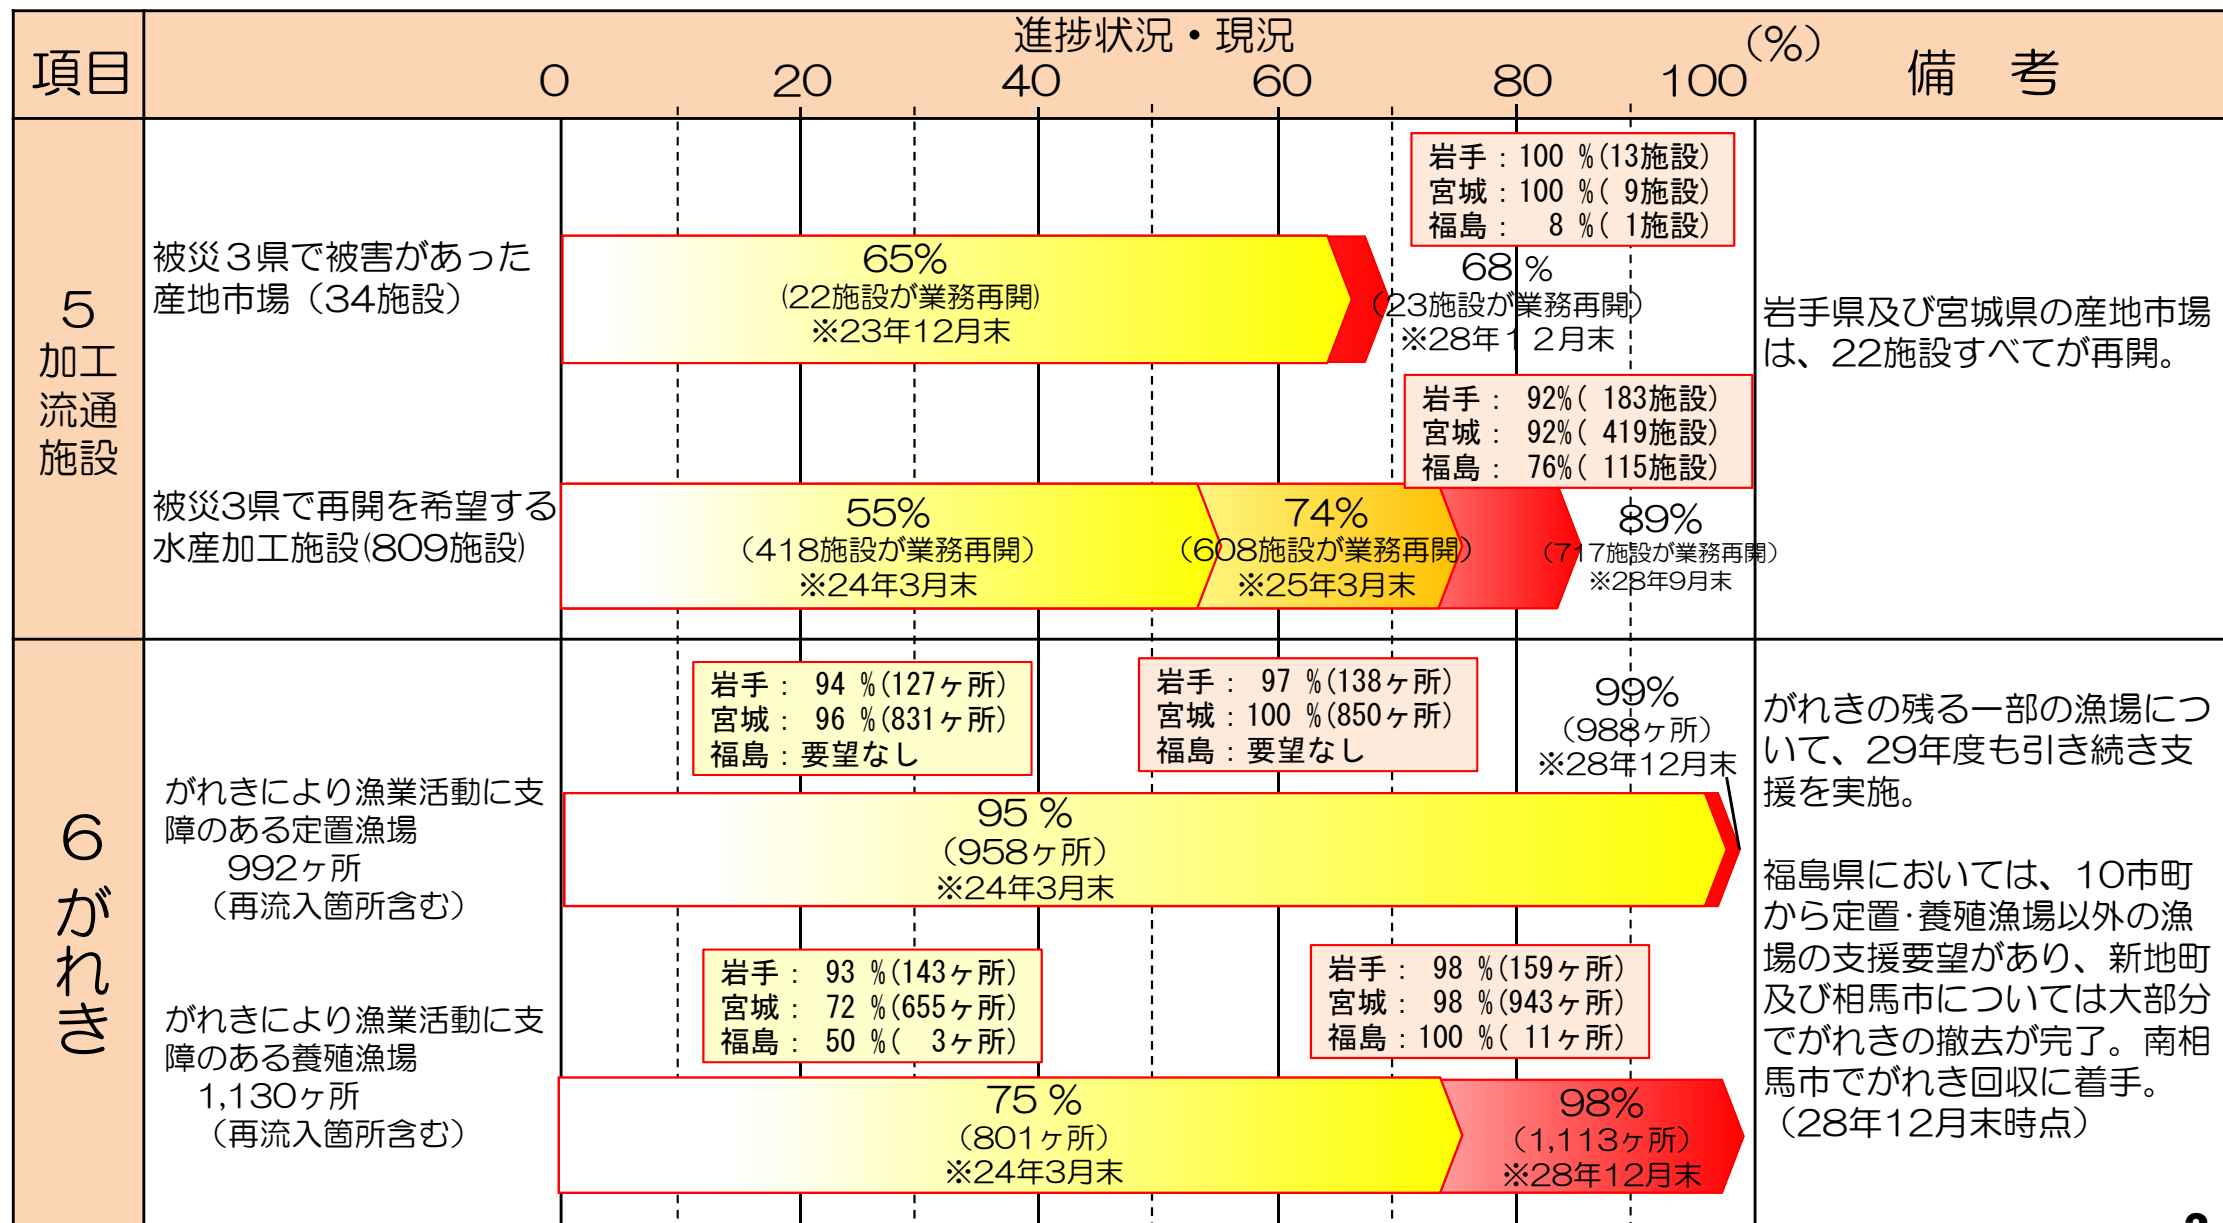 項目
進捗状況・現況
(%)
0 20 40 60 80 100
備 考
5
加工
流通
施設
被災3県で被害があった
産地市場（34施設）
65%
(22施設が業務再開)
※23年12月末
岩手：100 %(13施設)
宮城：100 %( 9施設)
福島： 8 %( 1施設)
68 %
（23施設が業務再開）
※28年12月末
岩手県及び宮城県の産地市場
は、22施設すべてが再開。
被災3県で再開を希望する
水産加工施設(809施設)
55%
（418施設が業務再開）
※24年3月末
74%
（608施設が業務再開）
※25年3月末
岩手： 92%( 183施設)
宮城： 92%( 419施設)
福島： 76%( 115施設)
89%
（717施設が業務再開）
※28年9月末
6
がれき
がれきにより漁業活動に支
障のある定置漁場
992ヶ所
（再流入箇所含む）
岩手： 94 %(127ヶ所)
宮城： 96 %(831ヶ所)
福島：要望なし
岩手： 97 %(138ヶ所)
宮城：100 %(850ヶ所)
福島：要望なし
99%
（988ヶ所）
※28年12月末
95 %
（958ヶ所）
※24年3月末
がれきにより漁業活動に支
障のある養殖漁場
1,130ヶ所
（再流入箇所含む）
岩手： 93 %(143ヶ所)
宮城： 72 %(655ヶ所)
福島： 50 %( 3ヶ所)
岩手： 98 %(159ヶ所)
宮城： 98 %(943ヶ所)
福島：100 %( 11ヶ所)
75 %
（801ヶ所）
※24年3月末
98%
（1,113ヶ所）
※28年12月末
がれきの残る一部の漁場につ
いて、29年度も引き続き支
援を実施。
福島県においては、10市町
から定置・養殖漁場以外の漁
場の支援要望があり、新地町
及び相馬市については大部分
でがれきの撤去が完了。南相
馬市でがれき回収に着手。
（28年12月末時点）